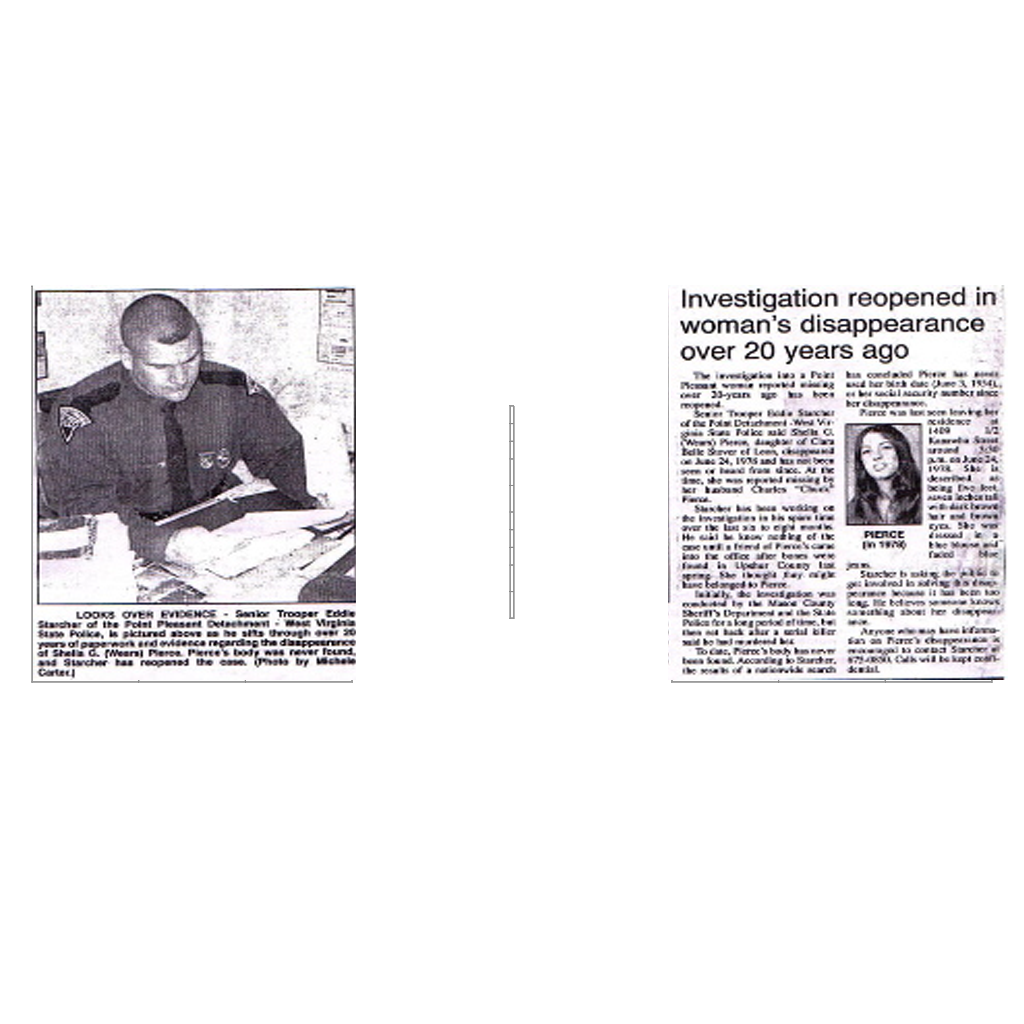 LOOKS OVER EVIDENCE - Senior Trooper Eddie
Starcher of the Point Pleasant Detachment - West Virginia
State Police, is pictured above as he sifts through over 20
years of paperwork and evidence regarding the disappearance
of Sheila G. (Wears) Pierce. Pierce's body was never found,
and Starcher has reopened the case. (Photo by Michele
Carter.)
Investigation reopened in
woman's disappearance
over 20 years ago
The investigation into a Point
Pleasant woman reported missing
over 20-years ago has been
reopened.
Senior Trooper Eddie Starcher
of the Point Detachment -West Vir-
ginia State Police said Sheila G.
(Wears) Pierce, daughter of Clara
Belle Stover of Leon, disappeared
on June 24, 1978 and has not been
seen or heard from since. At the
time, she was reported missing by
her husband Charles "Chuck"
Pierce.
Starcher has been working on
the investigation in his spare time
over the last six to eight months.
He said he knew nothing of the
case until a friend of Pierce's came
into the office after bones were
found in Upshur County last
spring. She thought they might
have belonged to Pierce.
Initially, the investigation was
conducted by the Mason County
Sheriff's Department and the State
Police for a long period of time, but
then set back after a serial killer
said he had murdered her.
To date, Pierce's body has never
been found. According to Starcher,
the results of a nationwide search
has concluded Pierce has never
used her birth date (June 3, 1954),
or her social security number since
her disappearance.
Pierce was last seen leaving her
residence at
1409 1/2
Kanawha Street
around 3:30
p.m. on June 24,
1978. She is
described as
being five feet,
seven inches tall
with dark brown
hair and brown
eyes. She was
dressed in a
blue blouse and
faded blue
jeans.
PIERCE
(in 1978)
Starcher is asking the public to
get involved in solving this disap-
pearance because it has been too
long. He believes someone knows
something about her disappear-
ance.
Anyone who may have informa-
tion on Pierce's disappearance is
encouraged to contact Starcher at
675-0850. Calls will be kept confi-
dential.